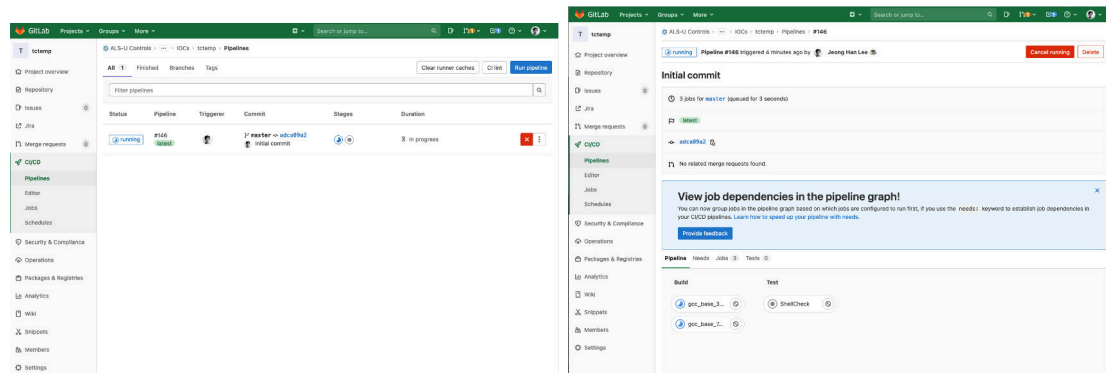 GitLab Projects Groups More Search or jump to...
T tctemp
Project overview
Repository
Issues 0
Jira
Merge requests 0
CI/CD
Pipelines
Editor
Jobs
Schedules
Security & Compliance
Operations
Packages & Registries
Analytics
Wiki
Snippets
Members
Settings
ALS-U Controls > ... > IOCs > tctemp > Pipelines
All 1 Finished Branches Tags
Clear runner caches CI lint Run pipeline
Filter pipelines
Status Pipeline Triggerer Commit Stages Duration
running #146 master adca09a2 In progress
latest Initial commit
GitLab Projects Groups More Search or jump to...
T tctemp
Project overview
Repository
Issues 0
Jira
Merge requests 0
CI/CD
Pipelines
Editor
Jobs
Schedules
Security & Compliance
Operations
Packages & Registries
Analytics
Wiki
Snippets
Members
Settings
ALS-U Controls > ... > IOCs > tctemp > Pipelines > #146
running Pipeline #146 triggered 4 minutes ago by Jeong Han Lee
Cancel running Delete
Initial commit
3 jobs for master (queued for 3 seconds)
latest
adca09a2
No related merge requests found.
View job dependencies in the pipeline graph!
You can now group jobs in the pipeline graph based on which jobs are configured to run first, if you use the needs: keyword to establish job dependencies in
your CI/CD pipelines. Learn how to speed up your pipeline with needs.
Provide feedback
Pipeline Needs Jobs 3 Tests 0
Build Test
gcc_base_3... ShellCheck
gcc_base_7...